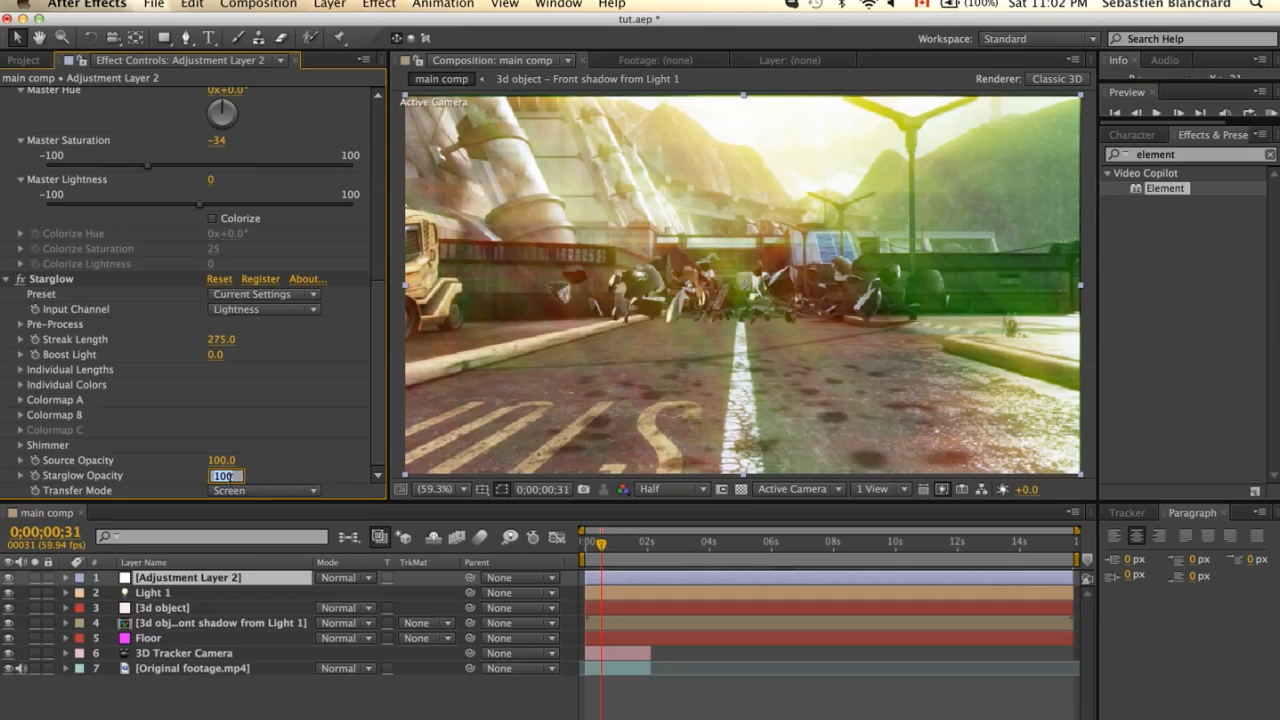 After Effects File Edit Composition Layer Effect Animation View Window Help (100%) Sat 11:02 PM Sebastien Blanchard
tut.aep *
Workspace: Standard Search Help
Project Effect Controls: Adjustment Layer 2 Composition: main comp Footage: (none) Layer: (none) Info Audio
main comp • Adjustment Layer 2
main comp 3d object - Front shadow from Light 1 Renderer: Classic 3D
Preview
Active Camera
Character Effects & Prese
element
Video Copilot
Element
Master Hue 0x+0.0°
Master Saturation -34
-100 100
Master Lightness 0
-100 100
Colorize
Colorize Hue 0x+0.0°
Colorize Saturation 25
Colorize Lightness 0
fx Starglow Reset Register About...
Preset Current Settings
Input Channel Lightness
Pre-Process
Streak Length 275.0
Boost Light 0.0
Individual Lengths
Individual Colors
Colormap A
Colormap B
Colormap C
Shimmer
Source Opacity 100.0
Starglow Opacity 100
Transfer Mode Screen
(59.3%) 0;00;00;31 Half Active Camera 1 View +0.0
main comp
0;00;00;31
00031 (59.94 fps)
:00s 02s 04s 06s 08s 10s 12s 14s 1
# Layer Name Mode T TrkMat Parent
1 [Adjustment Layer 2] Normal None
2 Light 1 None
3 [3d object] Normal None
4 [3d obj...ont shadow from Light 1] Normal None None
5 Floor Normal None None
6 3D Tracker Camera None
7 [Original footage.mp4] Normal None
Tracker Paragraph
0 px 0 px 0 px
0 px 0 px